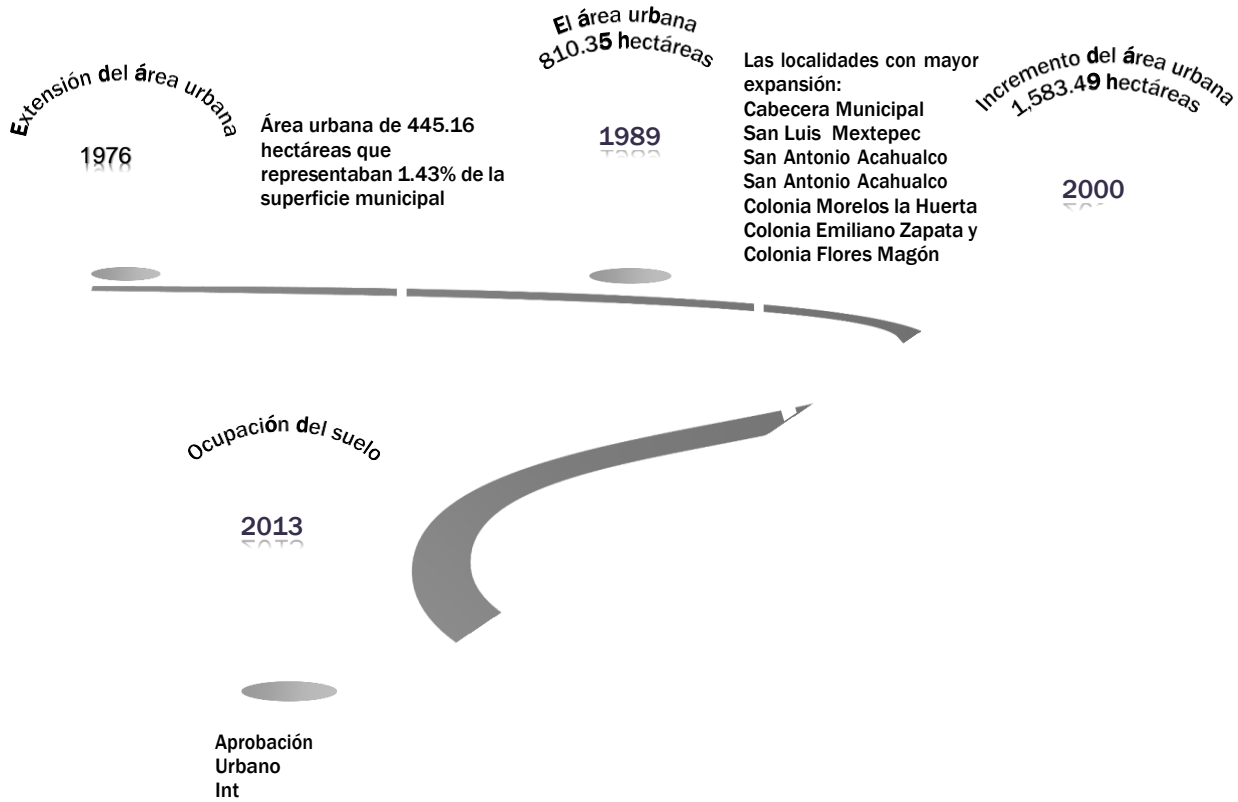 Extensión del área urbana
1976
Área urbana de 445.16
hectáreas que
representaban 1.43% de la
superficie municipal
El área urbana
810.35 hectáreas
1989
Las localidades con mayor
expansión:
Cabecera Municipal
San Luis Mextepec
San Antonio Acahualco
San Antonio Acahualco
Colonia Morelos la Huerta
Colonia Emiliano Zapata y
Colonia Flores Magón
Incremento del área urbana
1,583.49 hectáreas
2000
Ocupación del suelo
2013
Aprobación
Urbano
Int